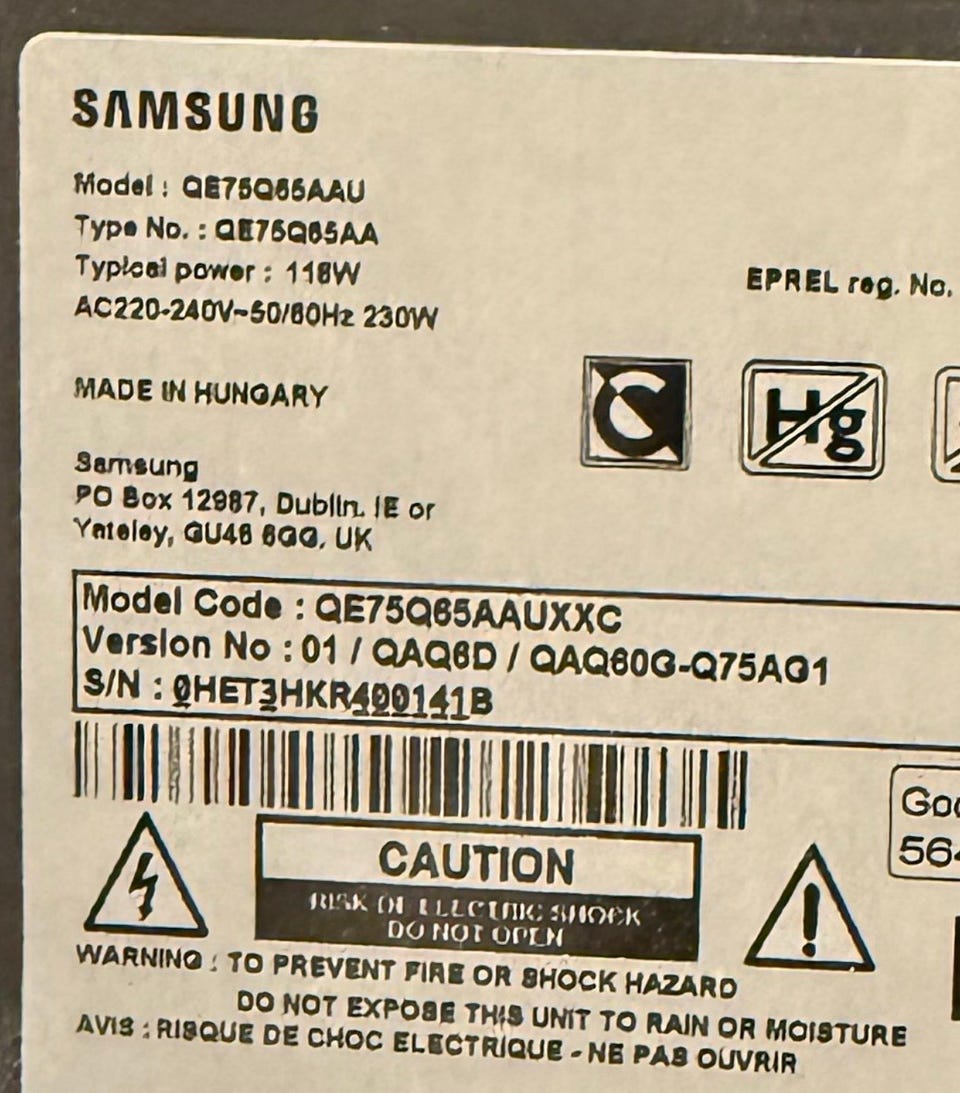 SAMSUNG
Model : QE75Q65AAU
Type No. : QE75Q65AA
Typical power : 118W
AC220-240V~50/60Hz 230W
EPREL reg. No.
MADE IN HUNGARY
C
Hg
Samsung
PO Box 12987, Dublin. IE or
Yateley, GU46 6GG, UK
Model Code : QE75Q65AAUXXC
Version No : 01 / QAQ6D / QAQ60G-Q75AG1
S/N : 0HET3HKR400141B
CAUTION
RISK OF ELECTRIC SHOCK
DO NOT OPEN
WARNING : TO PREVENT FIRE OR SHOCK HAZARD
DO NOT EXPOSE THIS UNIT TO RAIN OR MOISTURE
AVIS : RISQUE DE CHOC ELECTRIQUE - NE PAS OUVRIR